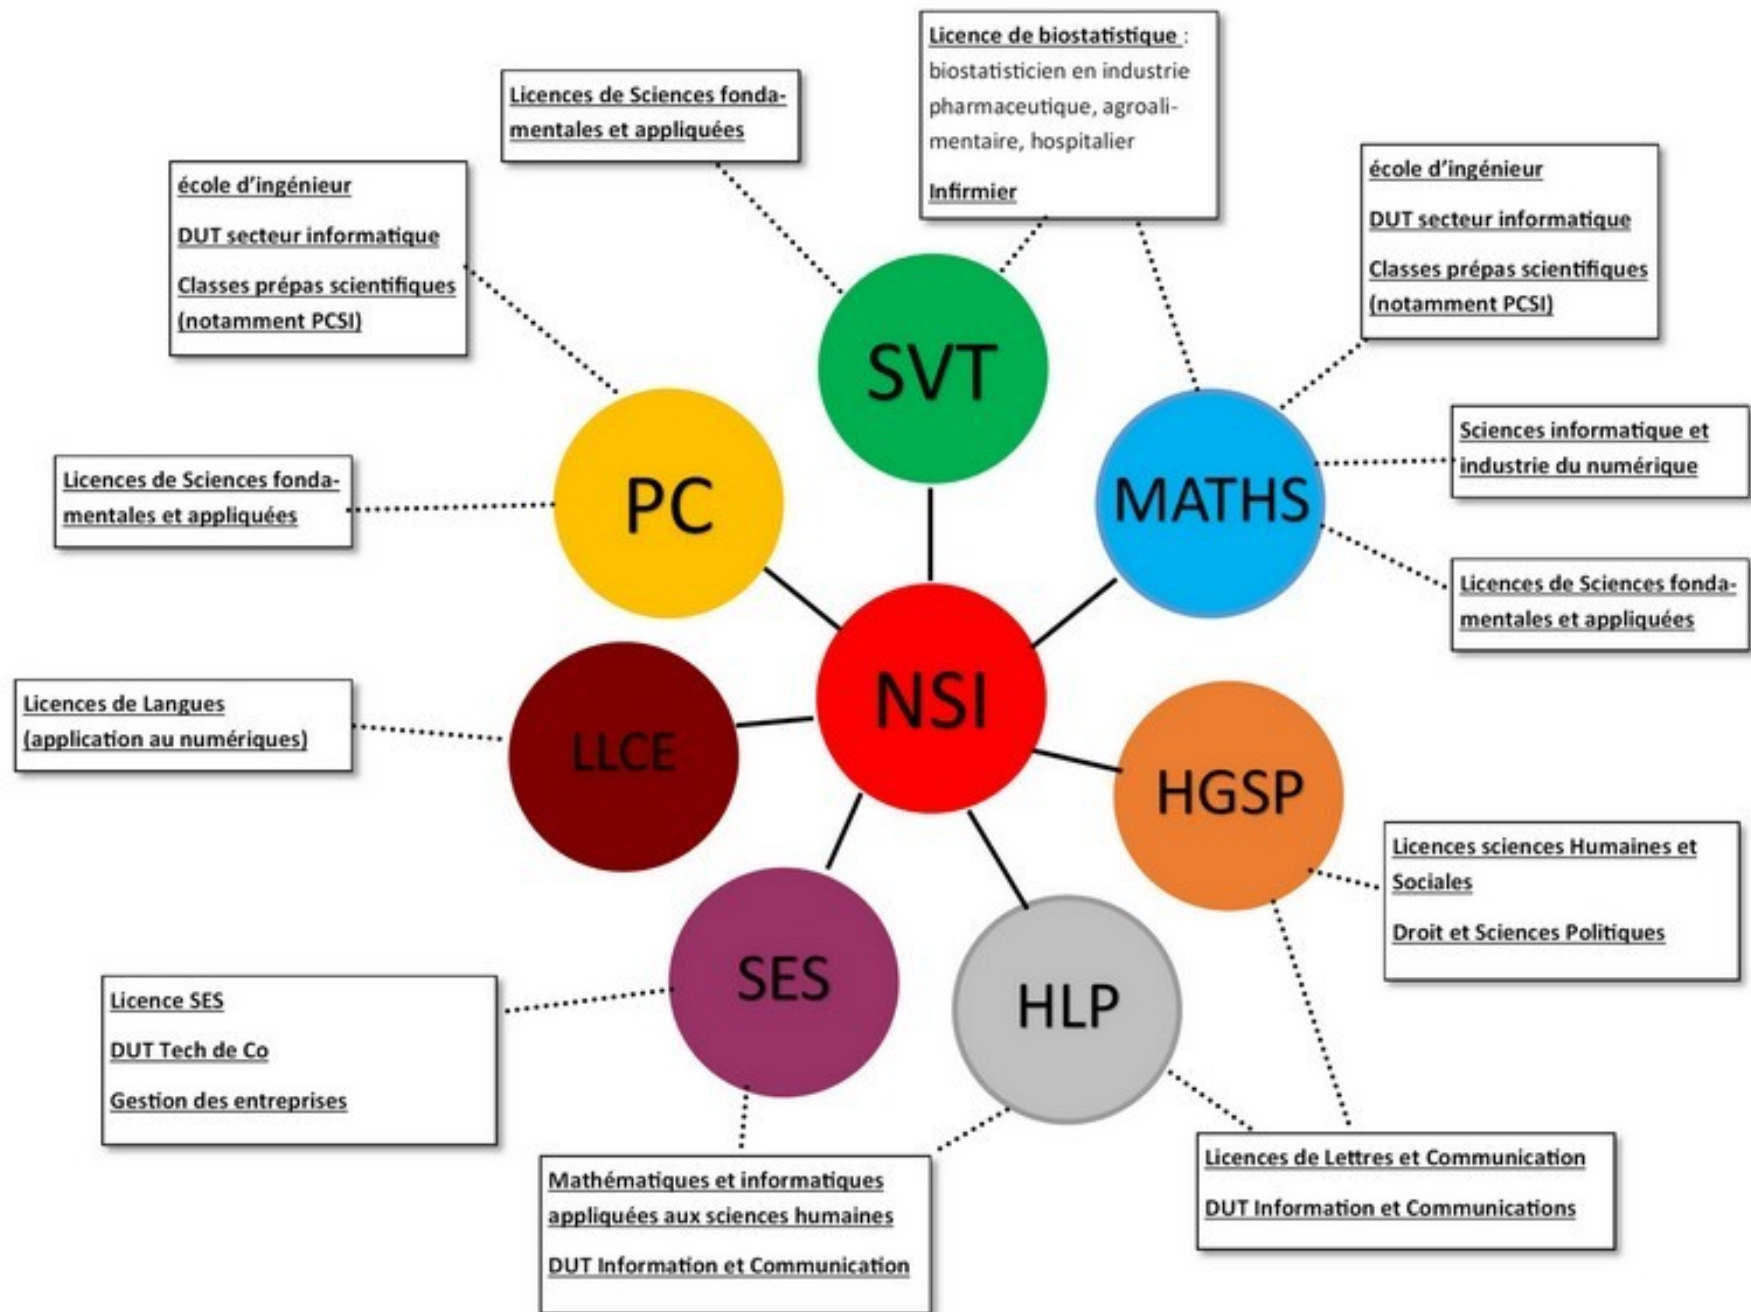 Licence de biostatistique :
biostatisticien en industrie
pharmaceutique, agroali-
mentaire, hospitalier
Infirmier
Licences de Sciences fonda-
mentales et appliquées
école d'ingénieur
DUT secteur informatique
Classes prépas scientifiques
(notamment PCSI)
école d'ingénieur
DUT secteur informatique
Classes prépas scientifiques
(notamment PCSI)
SVT
PC
MATHS
Sciences informatique et
industrie du numérique
Licences de Sciences fonda-
mentales et appliquées
Licences de Sciences fonda-
mentales et appliquées
NSI
Licences de Langues
(application au numériques)
LLCE
HGSP
Licences sciences Humaines et
Sociales
Droit et Sciences Politiques
SES
HLP
Licence SES
DUT Tech de Co
Gestion des entreprises
Mathématiques et informatiques
appliquées aux sciences humaines
DUT Information et Communication
Licences de Lettres et Communication
DUT Information et Communications